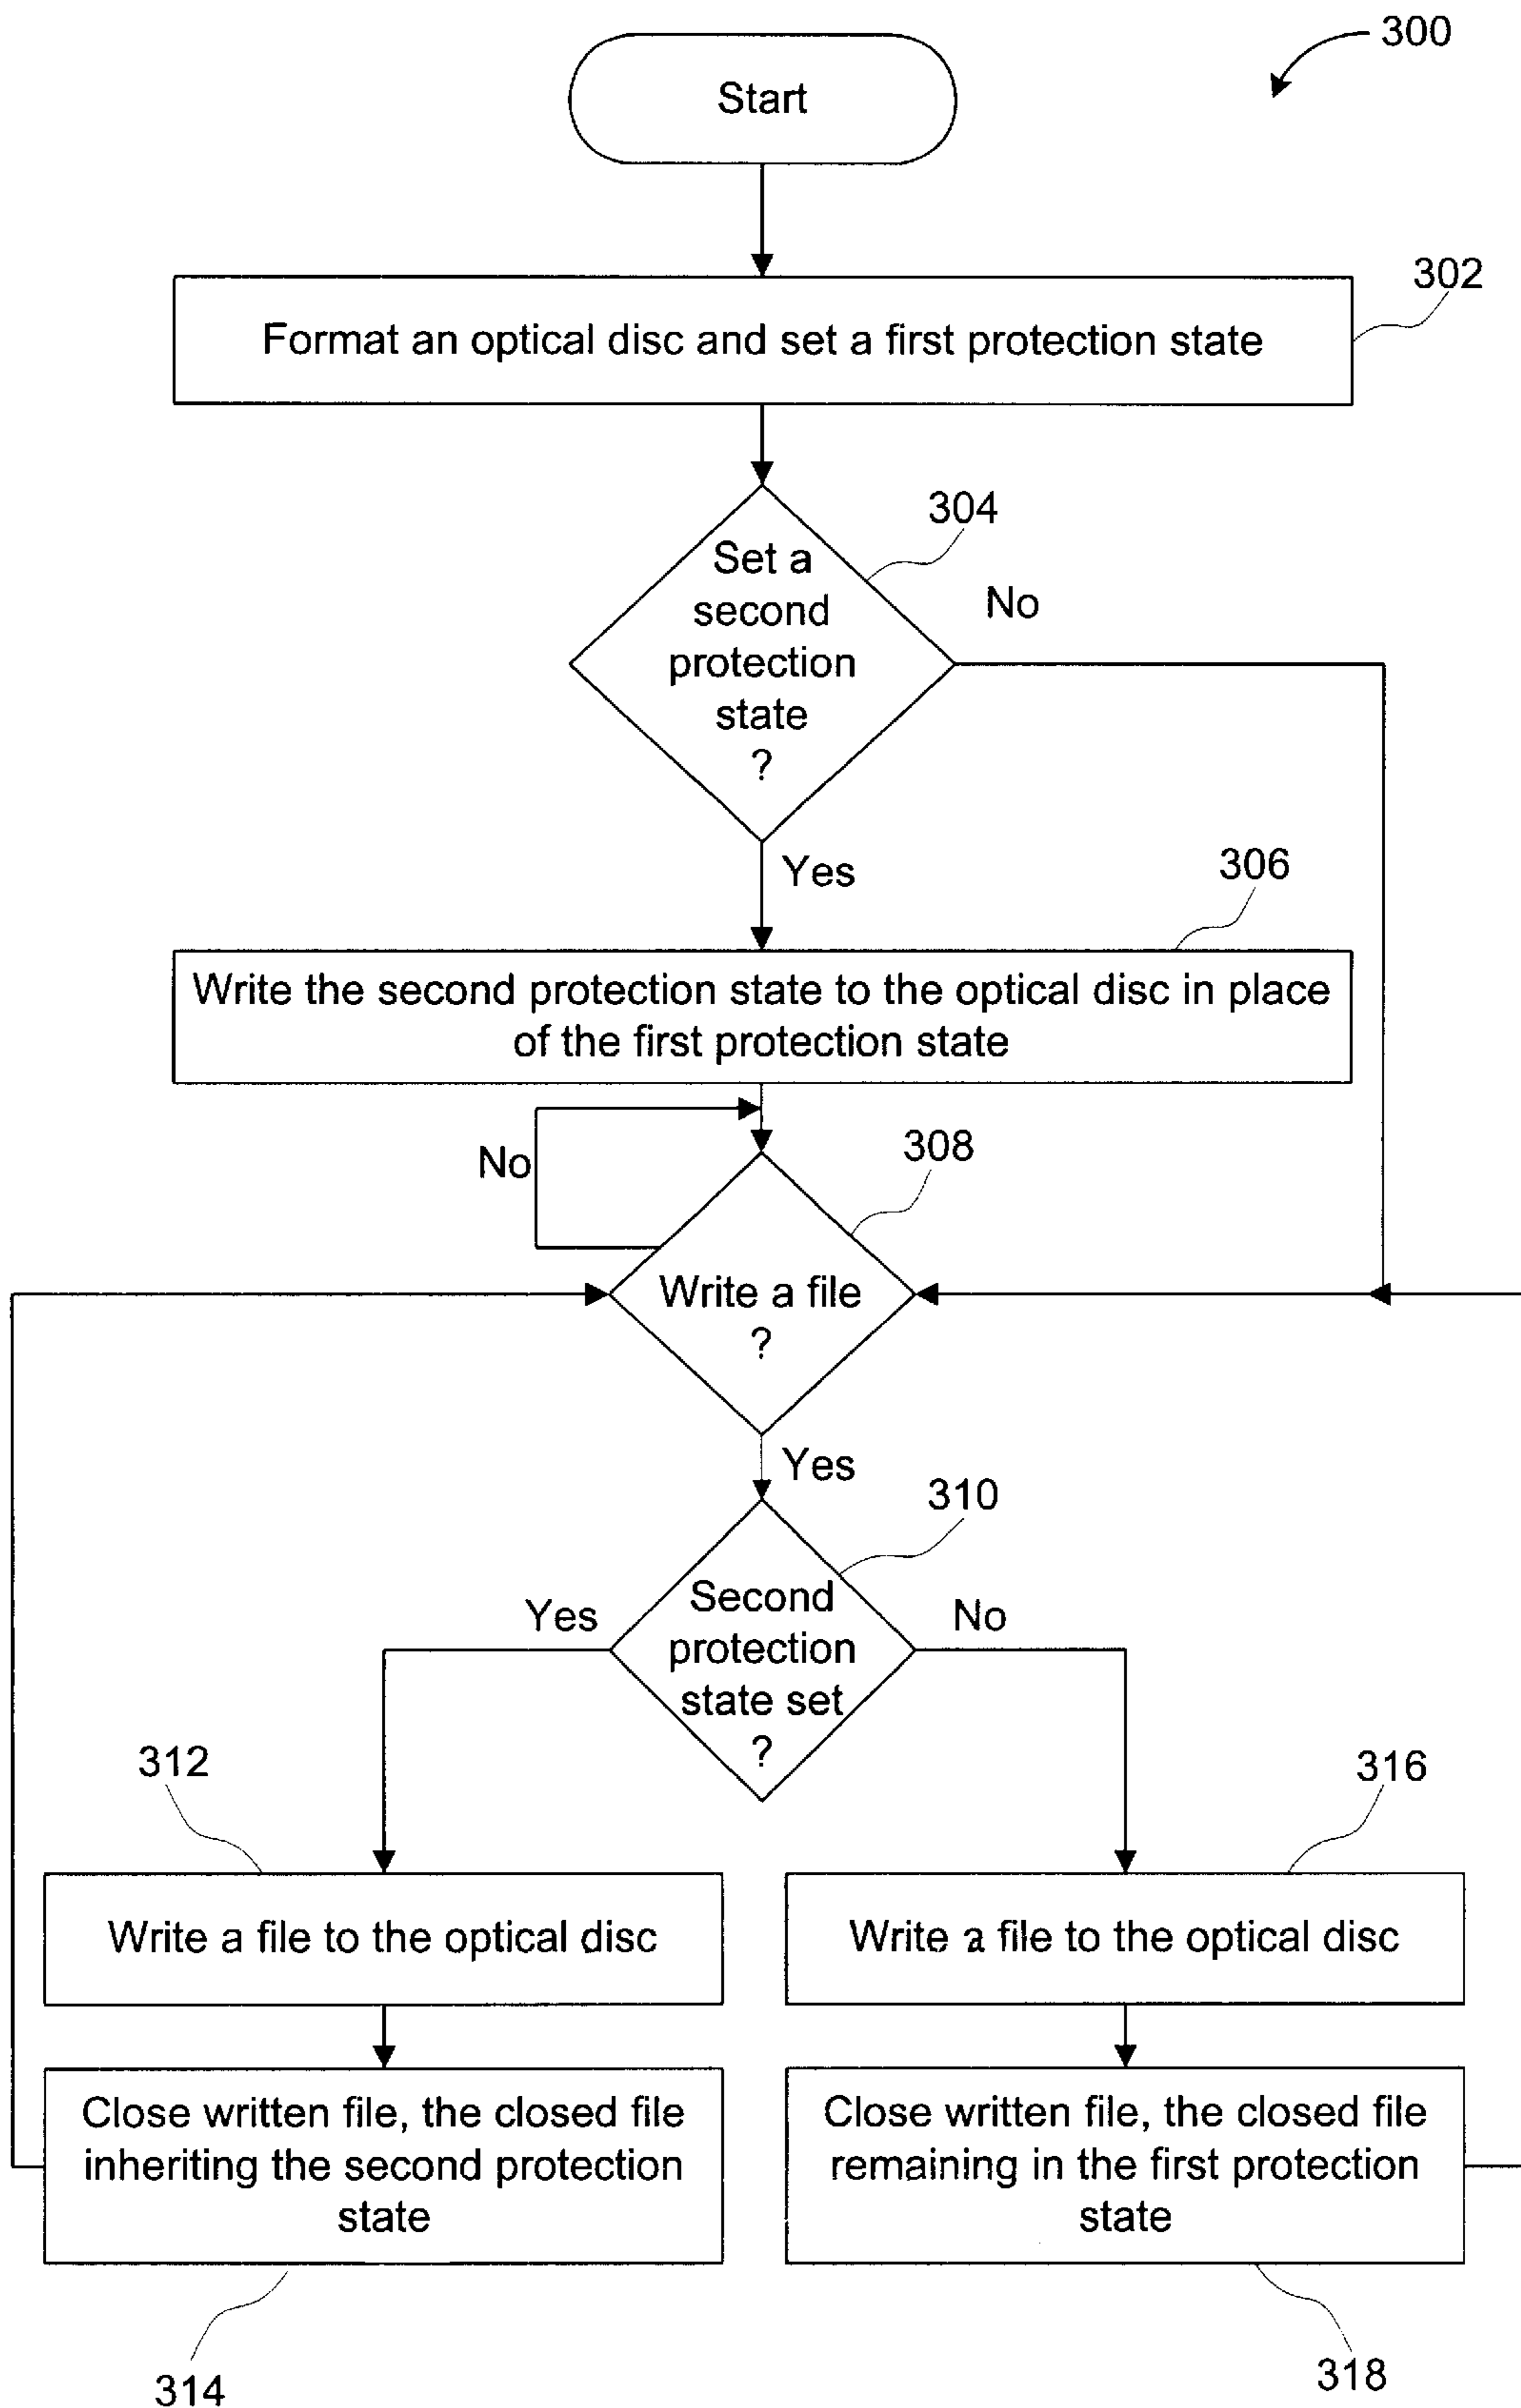 300
Start
302
Format an optical disc and set a first protection state
304
Set a
second
protection
state
?
No
Yes
306
Write the second protection state to the optical disc in place
of the first protection state
No
308
Write a file
?
Yes
310
Yes
Second
protection
state set
?
No
312
316
Write a file to the optical disc
Write a file to the optical disc
Close written file, the closed file
inheriting the second protection
state
Close written file, the closed file
remaining in the first protection
state
314
318